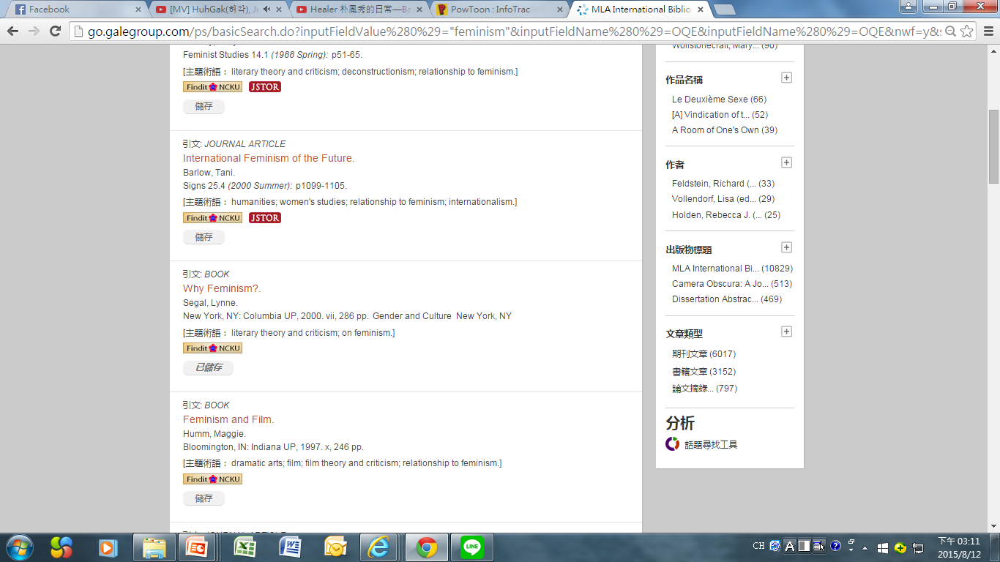 Facebook
[MV] HuhGak(허각), Je
Healer 朴鳳秀的日常—Ba
PowToon : InfoTrac
MLA International Biblio
go.galegroup.com/ps/basicSearch.do?inputFieldValue%280%29="feminism"&inputFieldName%280%29=OQE&inputFieldName%280%29=OQE&nwf=y&s
Feminist Studies 14.1 (1988 Spring): p51-65.
[主題術語： literary theory and criticism; deconstructionism; relationship to feminism.]
Findit NCKU JSTOR
儲存
引文: JOURNAL ARTICLE
International Feminism of the Future.
Barlow, Tani.
Signs 25.4 (2000 Summer): p1099-1105.
[主題術語： humanities; women's studies; relationship to feminism; internationalism.]
Findit NCKU JSTOR
儲存
引文: BOOK
Why Feminism?.
Segal, Lynne.
New York, NY: Columbia UP, 2000. vii, 286 pp. Gender and Culture New York, NY
[主題術語： literary theory and criticism; on feminism.]
Findit NCKU
已儲存
引文: BOOK
Feminism and Film.
Humm, Maggie.
Bloomington, IN: Indiana UP, 1997. x, 246 pp.
[主題術語： dramatic arts; film; film theory and criticism; relationship to feminism.]
Findit NCKU
儲存
引文: JOURNAL ARTICLE
Wollstonecraft, Mary... (90)
作品名稱
Le Deuxième Sexe (66)
[A] Vindication of t... (52)
A Room of One's Own (39)
作者
Feldstein, Richard (... (33)
Vollendorf, Lisa (ed... (29)
Holden, Rebecca J. (... (25)
出版物標題
MLA International Bi... (10829)
Camera Obscura: A Jo... (513)
Dissertation Abstrac... (469)
文章類型
期刊文章 (6017)
書籍文章 (3152)
論文摘錄... (797)
分析
話題尋找工具
LINE
CH
下午 03:11
2015/8/12